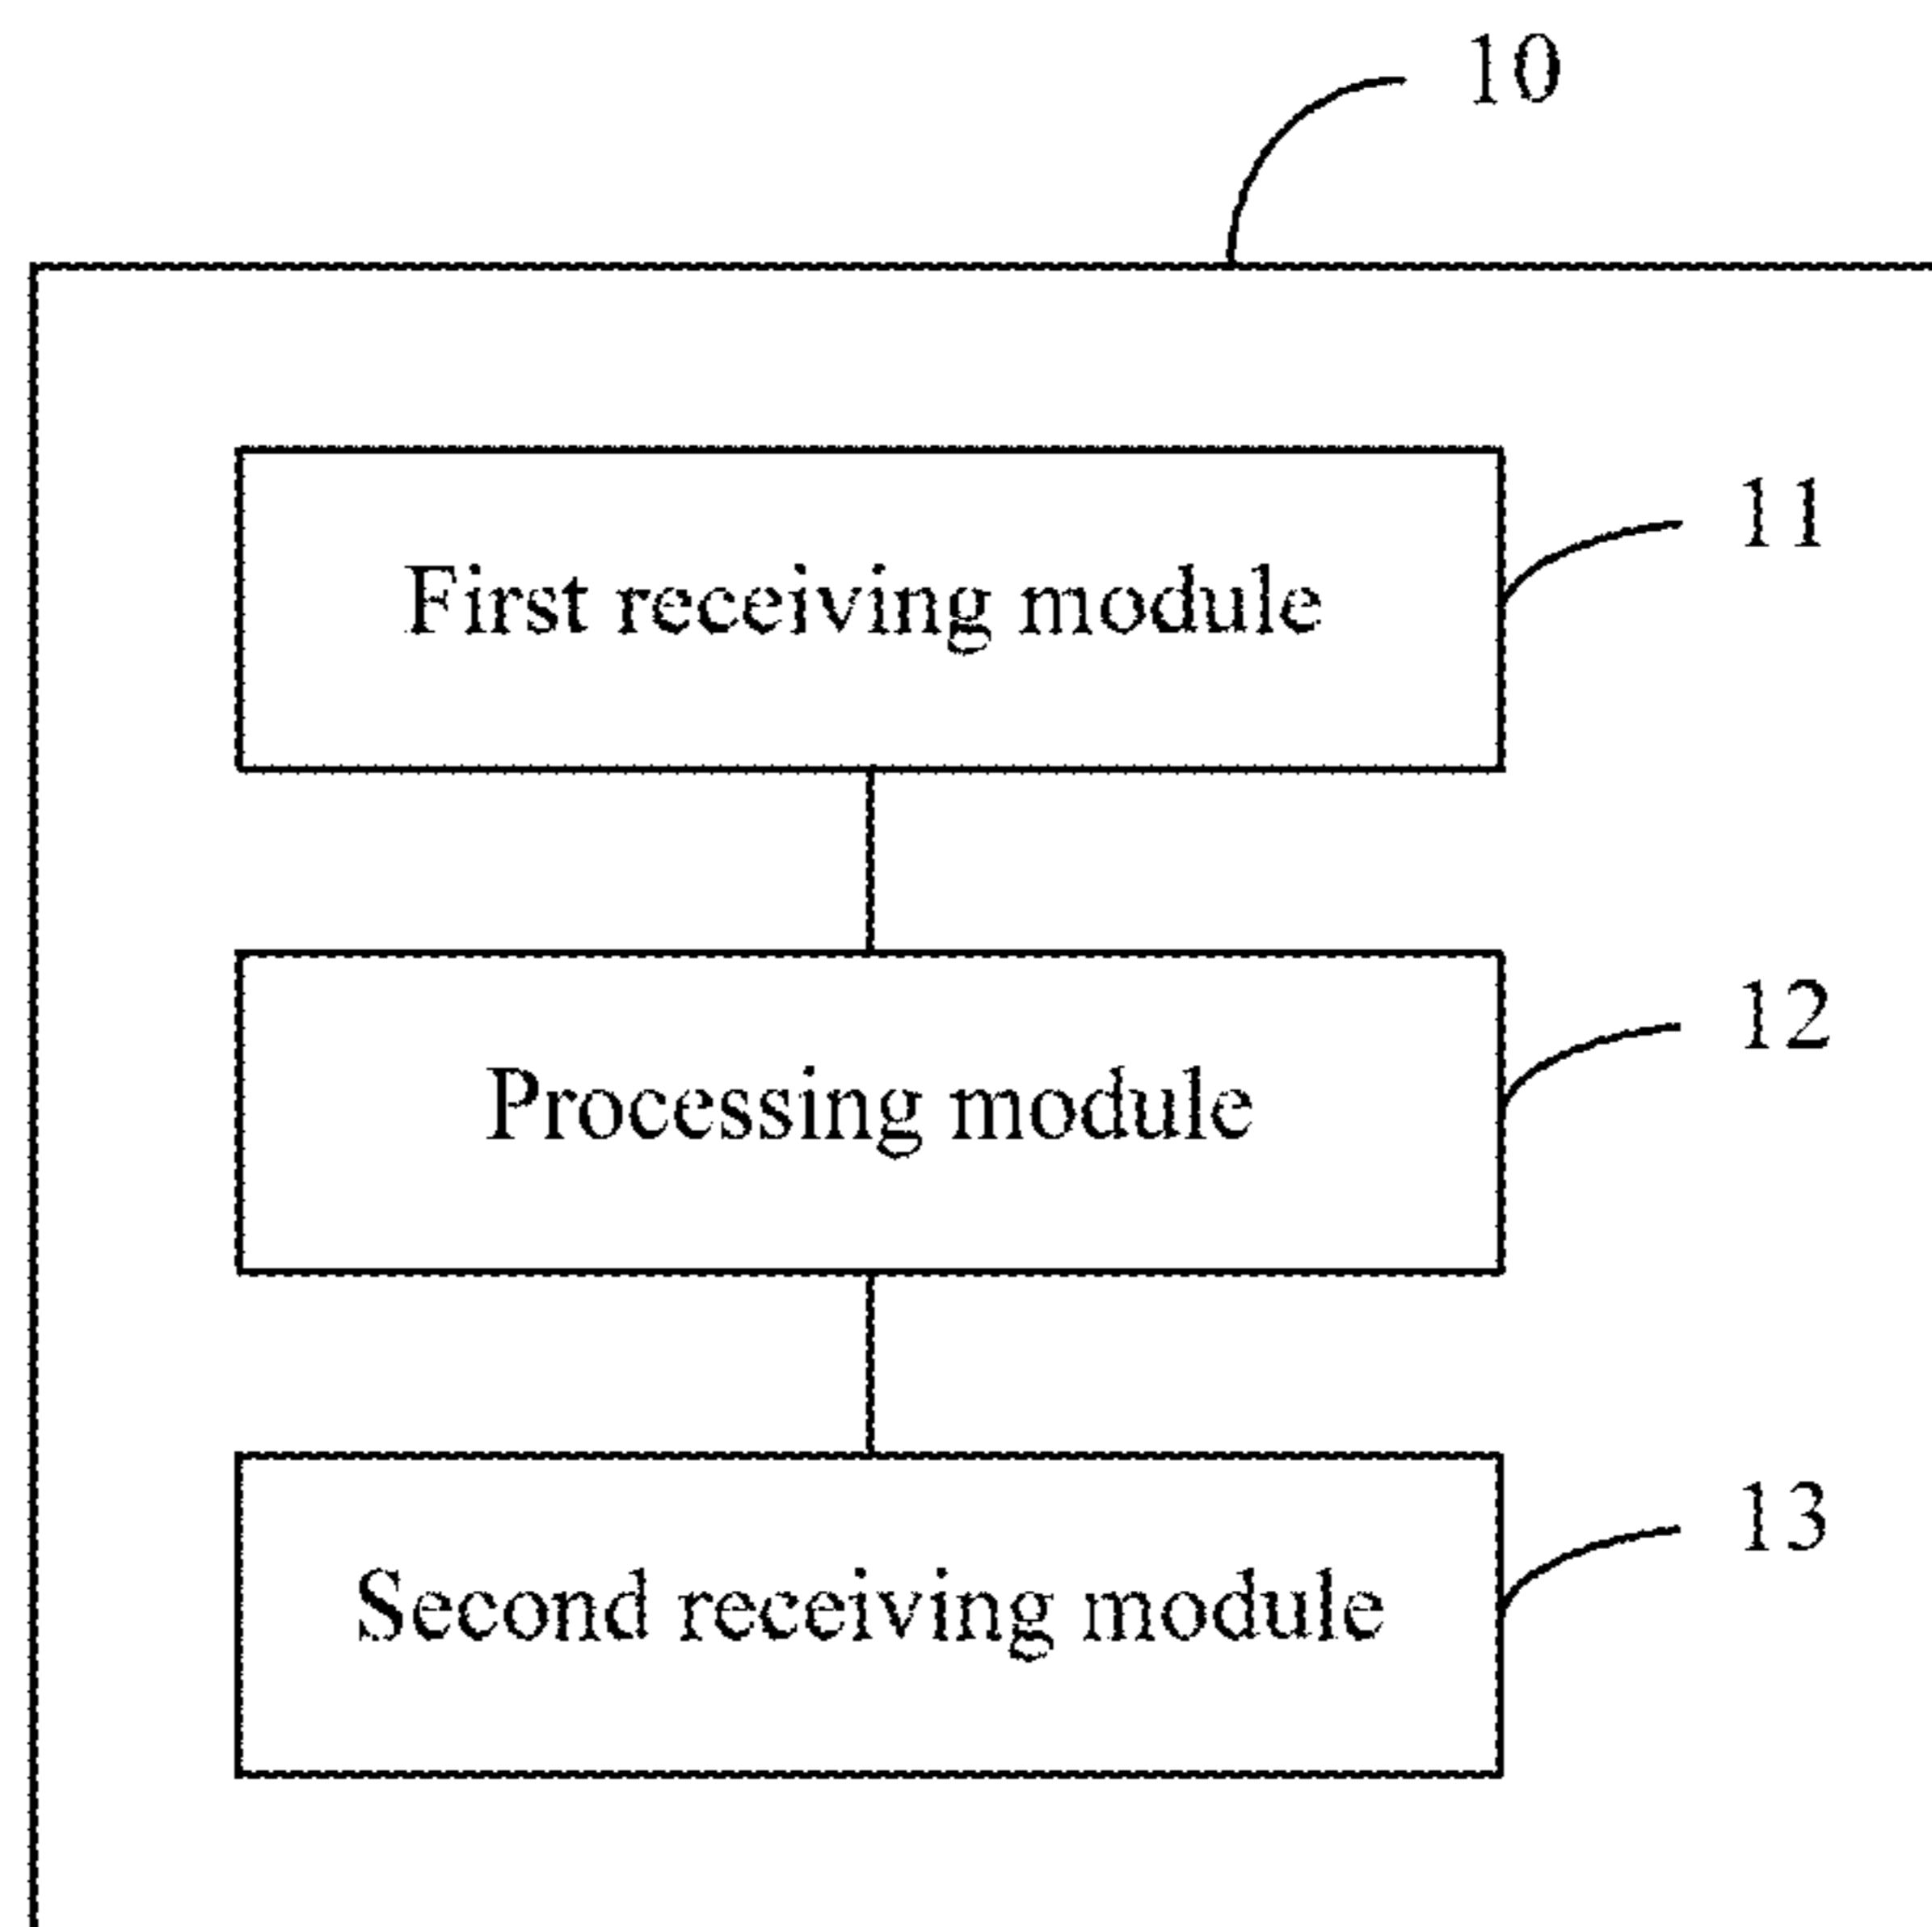 10
First receiving module
11
Processing module
12
Second receiving module
13